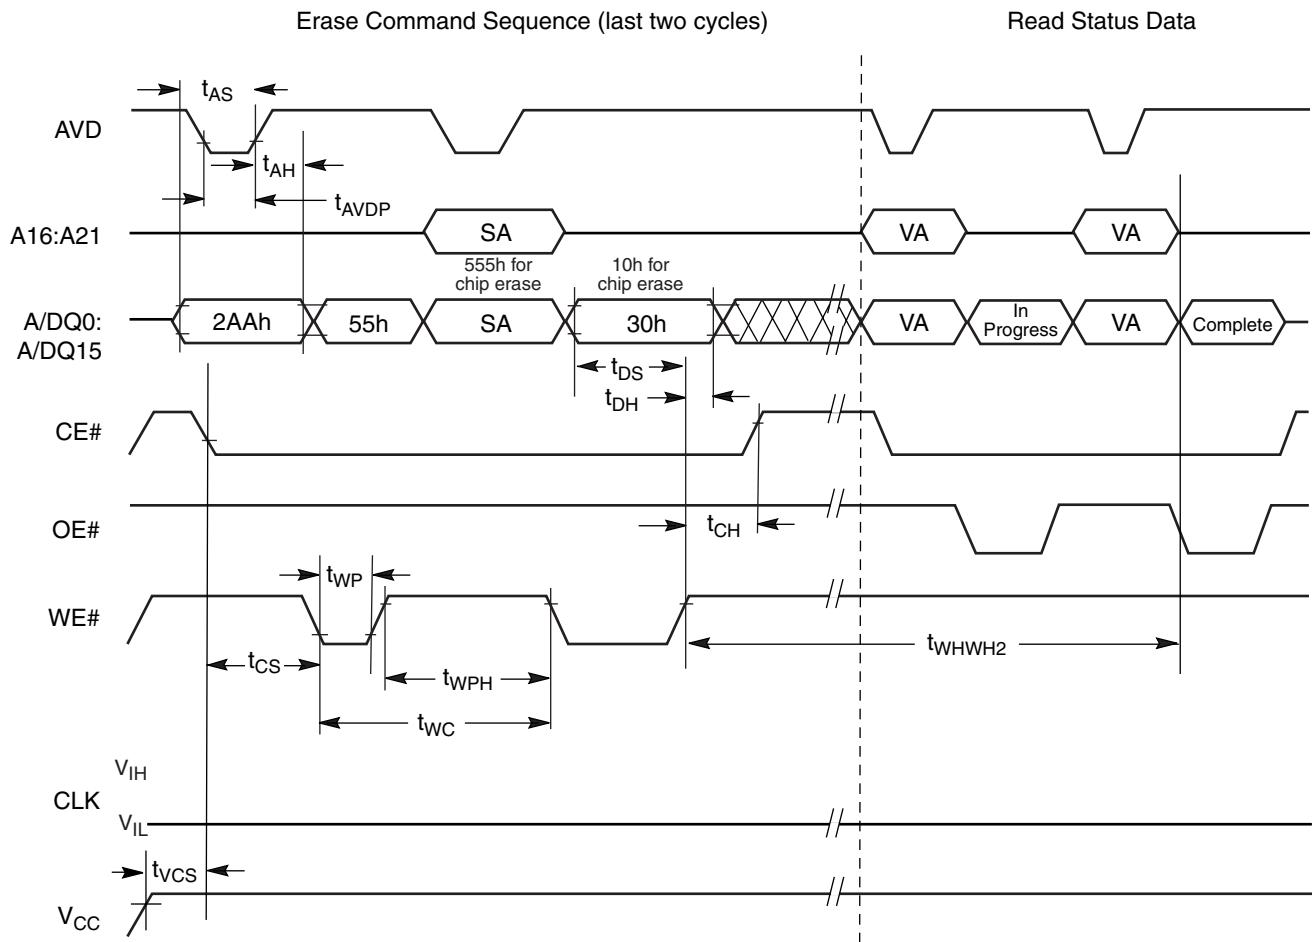 Erase Command Sequence (last two cycles)
Read Status Data
tAS
AVD
tAH
tAVDP
A16:A21
SA
VA
VA
555h for
chip erase
10h for
chip erase
A/DQ0:
A/DQ15
2AAh
55h
SA
30h
VA
In
Progress
VA
Complete
tDS
tDH
CE#
OE#
tCH
tWP
WE#
tCS
tWPH
tWHWH2
tWC
VIH
CLK
VIL
tVCS
VCC